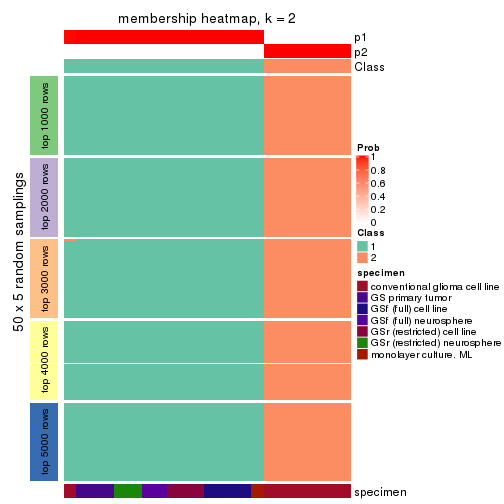 membership heatmap, k = 2
p1
p2
Class
50 x 5 random samplings
top 1000 rows
top 2000 rows
top 3000 rows
top 4000 rows
top 5000 rows
Prob
1
0.8
0.6
0.4
0.2
0
Class
1
2
specimen
conventional glioma cell line
GS primary tumor
GSf (full) cell line
GSf (full) neurosphere
GSr (restricted) cell line
GSr (restricted) neurosphere
monolayer culture, ML
specimen